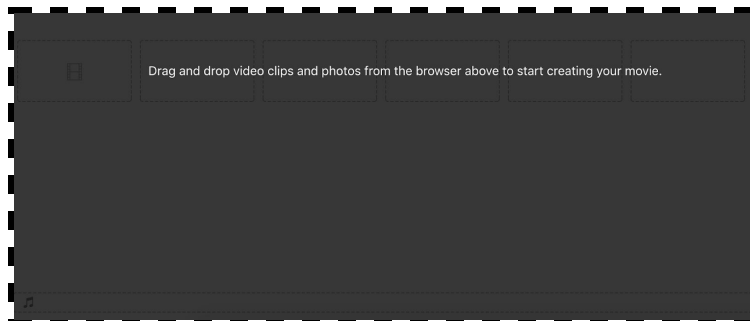 Drag and drop video clips and photos from the browser above to start creating your movie.